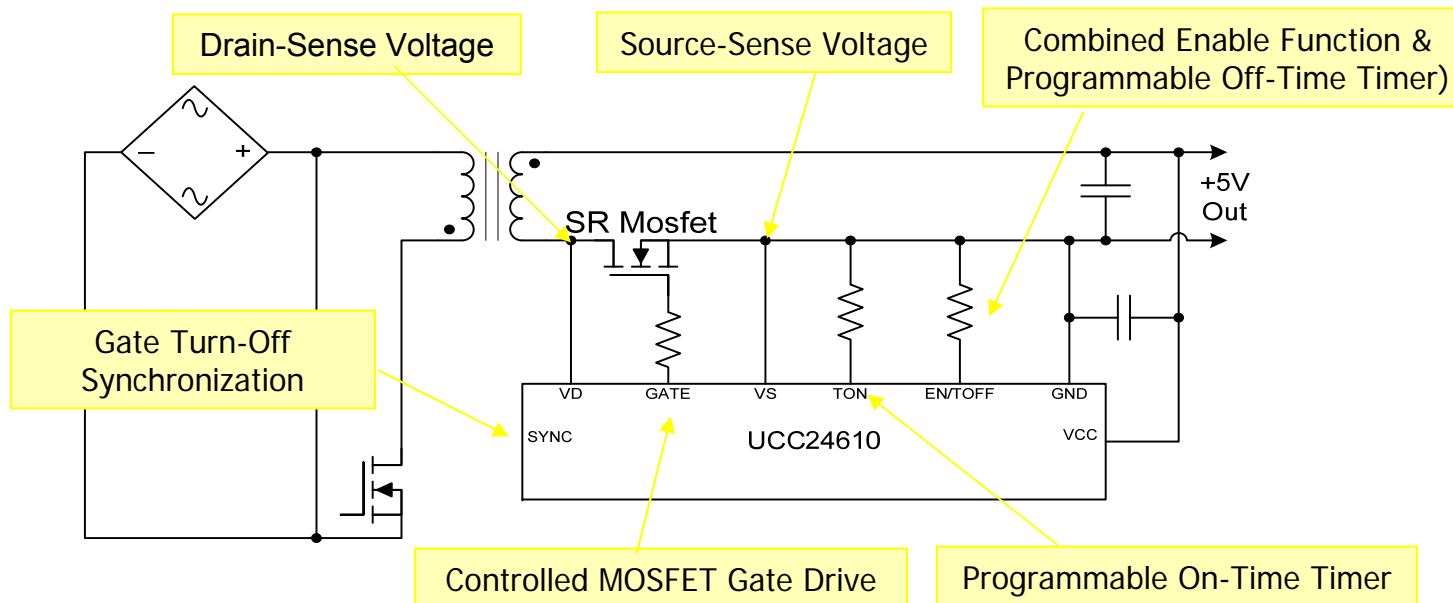 Drain-Sense Voltage
Source-Sense Voltage
Combined Enable Function &
Programmable Off-Time Timer)
−
+
+5V
Out
SR Mosfet
Gate Turn-Off
Synchronization
VD
GATE
VS
TON
EN/TOFF
GND
SYNC
UCC24610
VCC
Controlled MOSFET Gate Drive
Programmable On-Time Timer